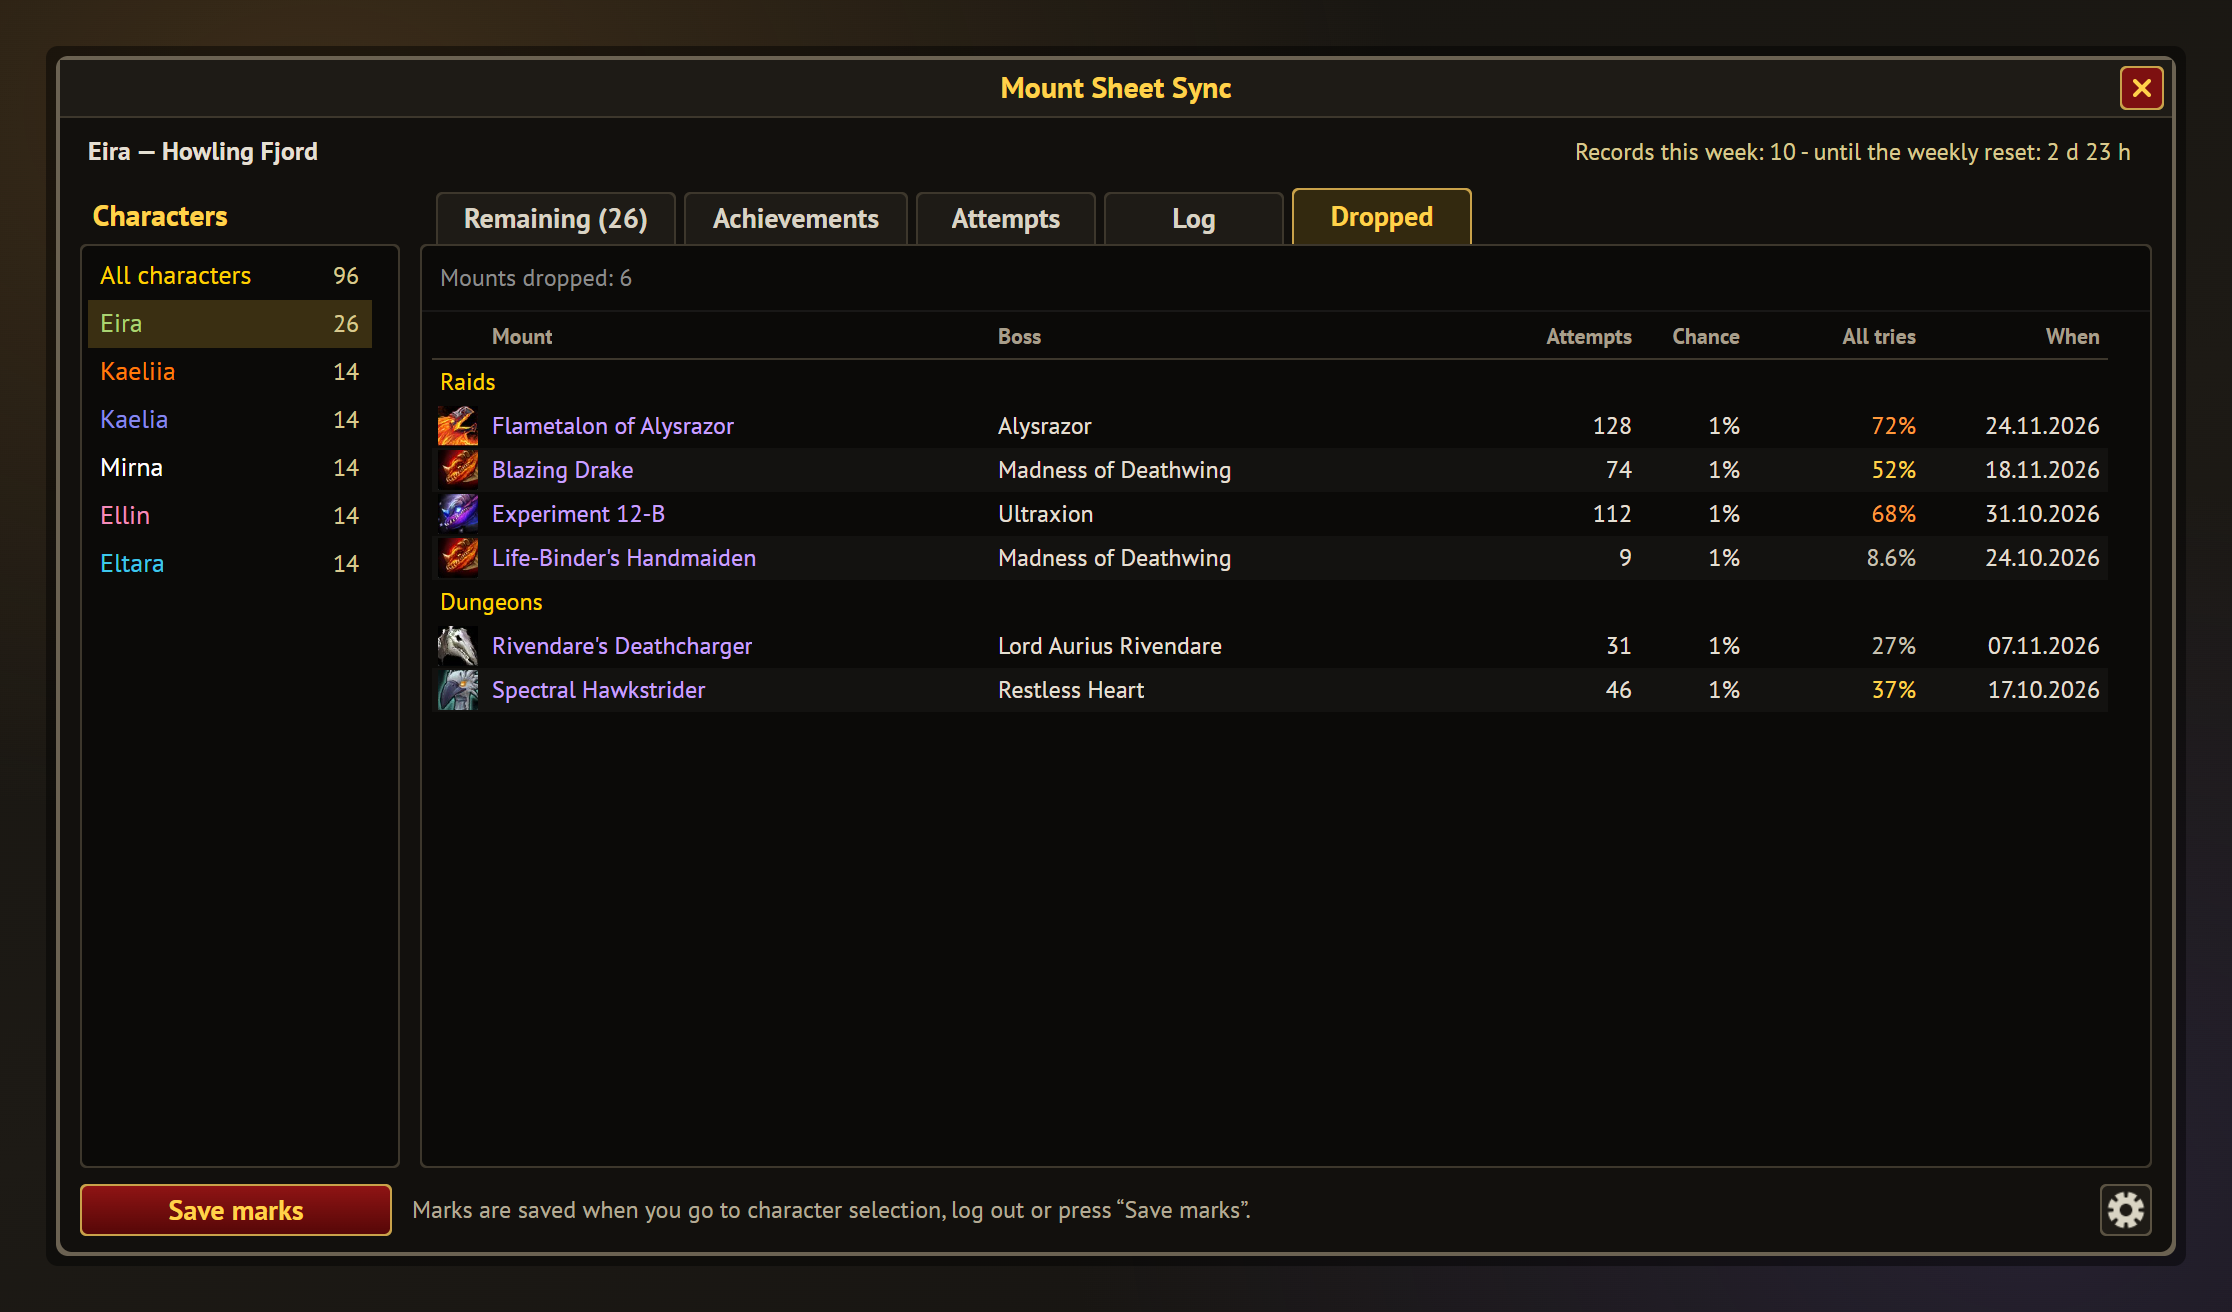 Mount Sheet Sync
Eira — Howling Fjord
Records this week: 10 - until the weekly reset: 2 d 23 h
Characters
Remaining (26) Achievements Attempts Log Dropped
All characters 96
Eira 26
Kaeliia 14
Kaelia 14
Mirna 14
Ellin 14
Eltara 14
Mounts dropped: 6
Mount Boss Attempts Chance All tries When
Raids
Flametalon of Alysrazor Alysrazor 128 1% 72% 24.11.2026
Blazing Drake Madness of Deathwing 74 1% 52% 18.11.2026
Experiment 12-B Ultraxion 112 1% 68% 31.10.2026
Life-Binder's Handmaiden Madness of Deathwing 9 1% 8.6% 24.10.2026
Dungeons
Rivendare's Deathcharger Lord Aurius Rivendare 31 1% 27% 07.11.2026
Spectral Hawkstrider Restless Heart 46 1% 37% 17.10.2026
Save marks
Marks are saved when you go to character selection, log out or press “Save marks”.